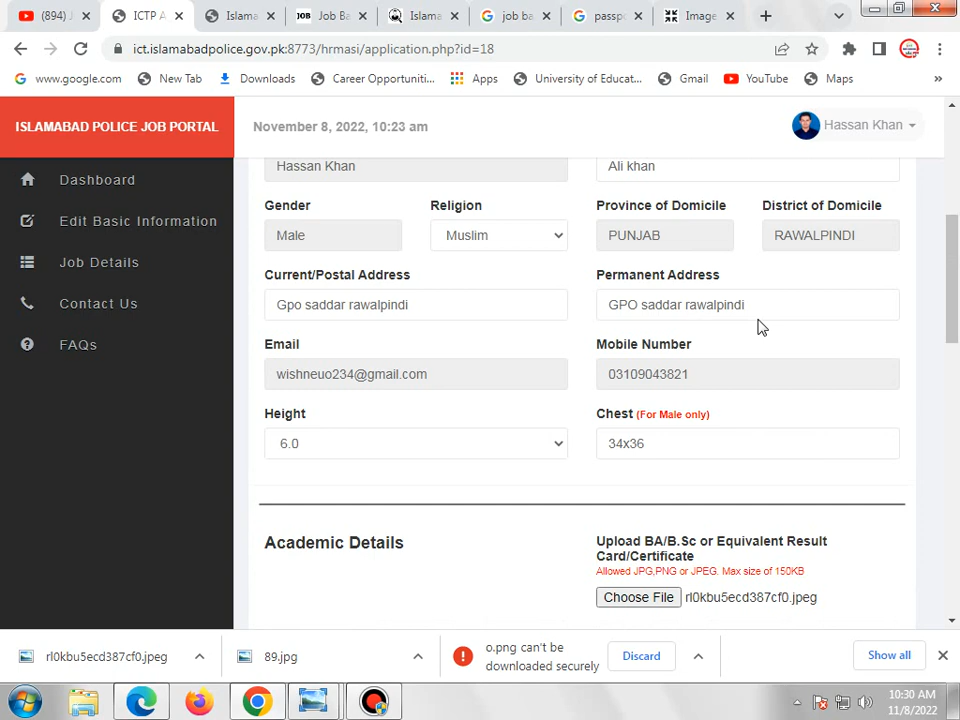 (894)
ICTP A
Islama
JOB
Job Ba
Islama
job ba
passp
Image
ict.islamabadpolice.gov.pk:8773/hrmasi/application.php?id=18
www.google.com
New Tab
Downloads
Career Opportuniti...
Apps
University of Educat...
Gmail
YouTube
Maps
»
ISLAMABAD POLICE JOB PORTAL
November 8, 2022, 10:23 am
Hassan Khan
Dashboard
Edit Basic Information
Job Details
Contact Us
FAQs
Hassan Khan
Ali khan
Gender
Religion
Province of Domicile
District of Domicile
Male
Muslim
PUNJAB
RAWALPINDI
Current/Postal Address
Permanent Address
Gpo saddar rawalpindi
GPO saddar rawalpindi
Email
Mobile Number
wishneuo234@gmail.com
03109043821
Height
Chest (For Male only)
6.0
34x36
Academic Details
Upload BA/B.Sc or Equivalent Result
Card/Certificate
Allowed JPG,PNG or JPEG. Max size of 150KB
Choose File rl0kbu5ecd387cf0.jpeg
rl0kbu5ecd387cf0.jpeg
89.jpg
o.png can't be
downloaded securely
Discard
Show all
10:30 AM
11/8/2022